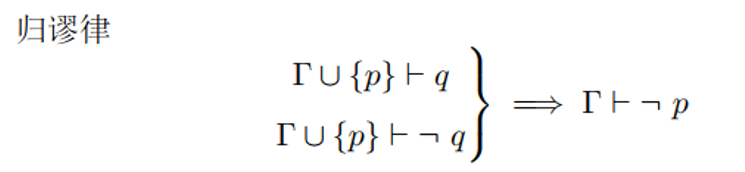 归谬律
Γ ∪ {p} ⊢ q
Γ ∪ {p} ⊢ ¬ q } ⟹ Γ ⊢ ¬ p